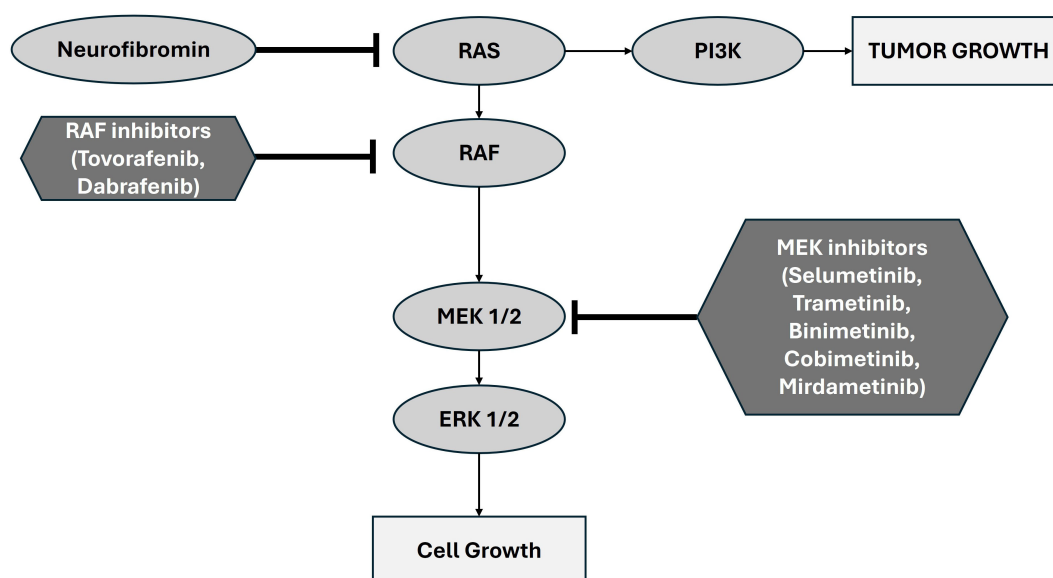 Neurofibromin
RAS
PI3K
TUMOR GROWTH
RAF inhibitors
(Tovorafenib,
Dabrafenib)
RAF
MEK inhibitors
(Selumetinib,
Trametinib,
Binimetinib,
Cobimetinib,
Mirdametinib)
MEK 1/2
ERK 1/2
Cell Growth